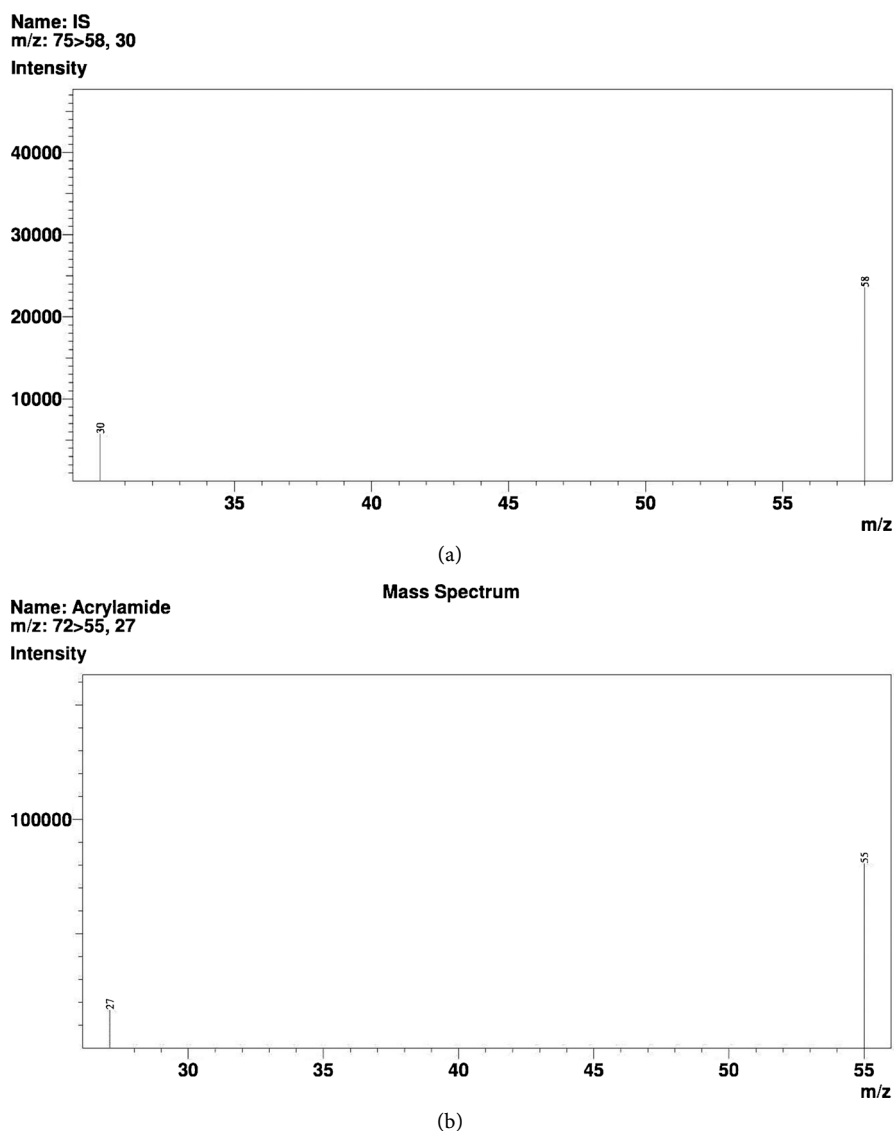 Name: IS
m/z: 75>58, 30
Intensity
40000
30000
20000
10000
58
30
35 40 45 50 55
m/z
(a)
Mass Spectrum
Name: Acrylamide
m/z: 72>55, 27
Intensity
100000
55
27
30 35 40 45 50 55
m/z
(b)